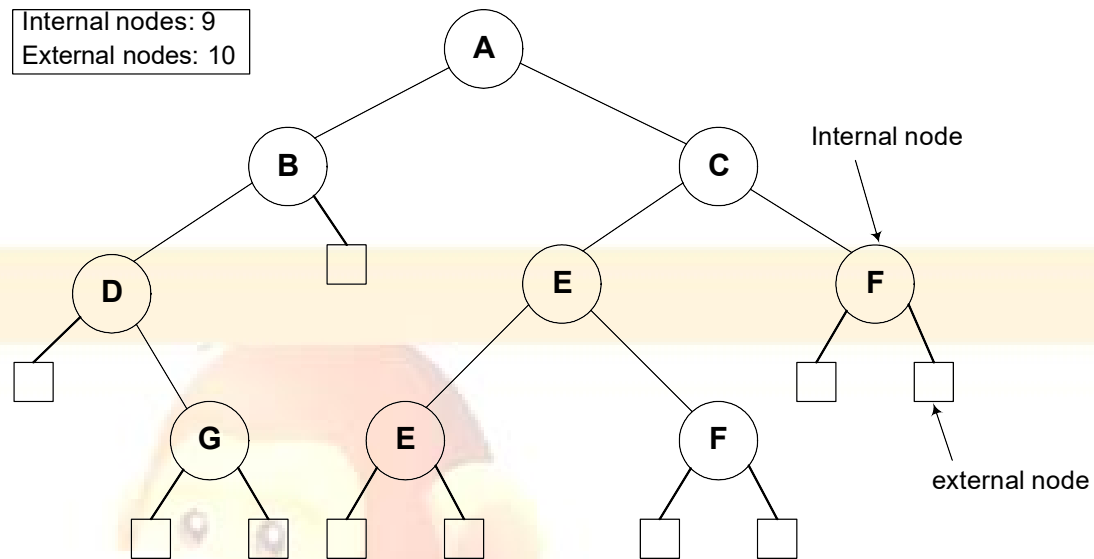 Internal nodes: 9
External nodes: 10
A
B
C
Internal node
D
E
F
G
E
F
external node